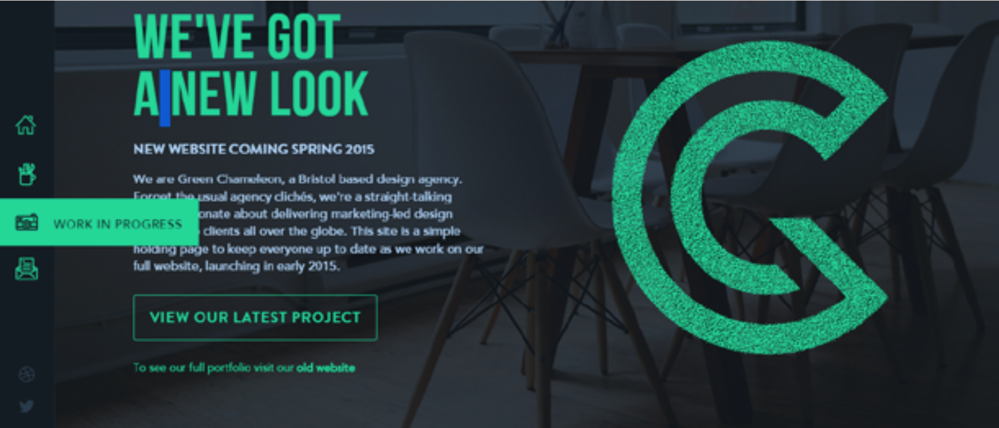 WE'VE GOT
A NEW LOOK
NEW WEBSITE COMING SPRING 2015
We are Green Chameleon, a Bristol based design agency.
Forget the usual agency clichés, we're a straight-talking
onate about delivering marketing-led design
clients all over the globe. This site is a simple
WORK IN PROGRESS
holding page to keep everyone up to date as we work on our
full website, launching in early 2015.
VIEW OUR LATEST PROJECT
To see our full portfolio visit our old website